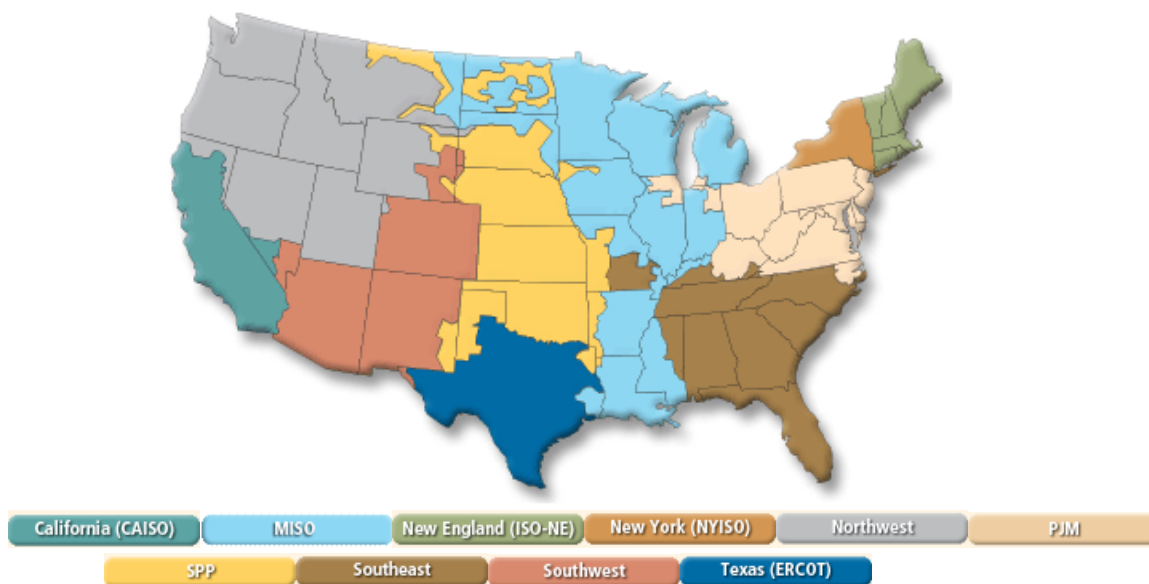 California (CAISO)
MISO
New England (ISO-NE)
New York (NYISO)
Northwest
PJM
SPP
Southeast
Southwest
Texas (ERCOT)